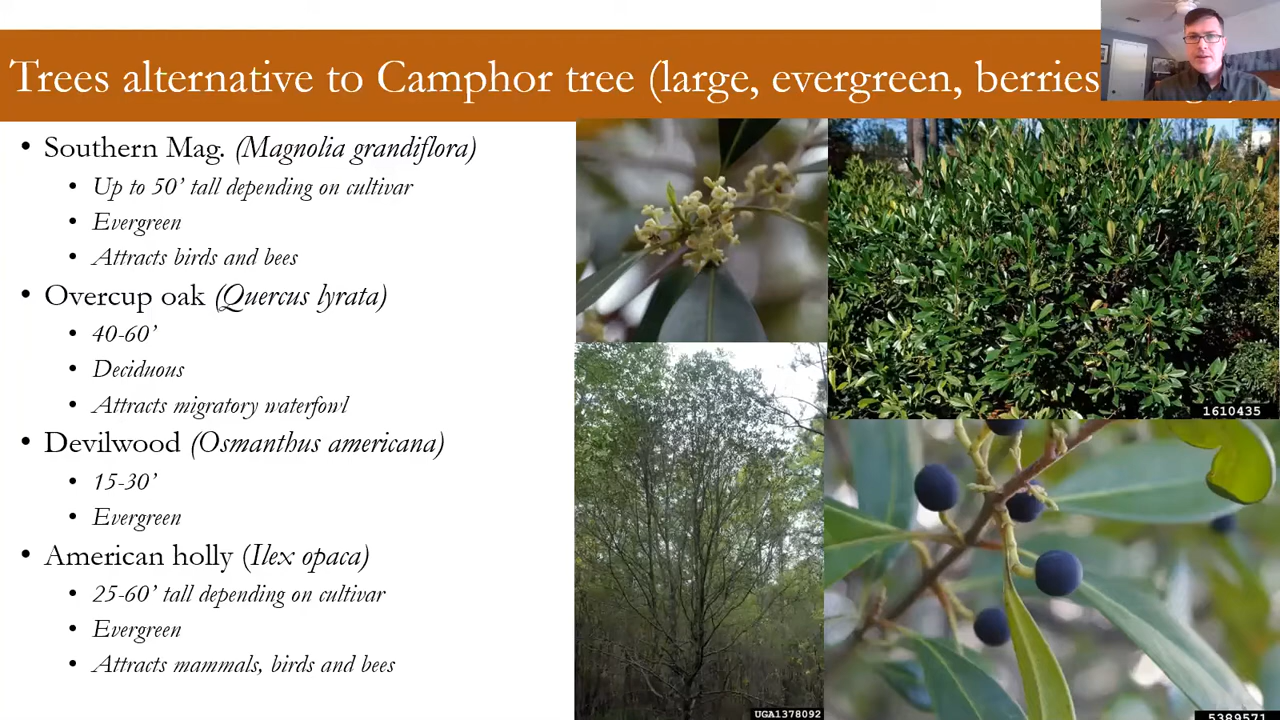 Trees alternative to Camphor tree (large, evergreen, berries
• Southern Mag. (Magnolia grandiflora)
• Up to 50’ tall depending on cultivar
• Evergreen
• Attracts birds and bees
• Overcup oak (Quercus lyrata)
• 40-60’
• Deciduous
• Attracts migratory waterfowl
• Devilwood (Osmanthus americana)
• 15-30’
• Evergreen
• American holly (Ilex opaca)
• 25-60’ tall depending on cultivar
• Evergreen
• Attracts mammals, birds and bees
1610435
UGA1378092
5389571